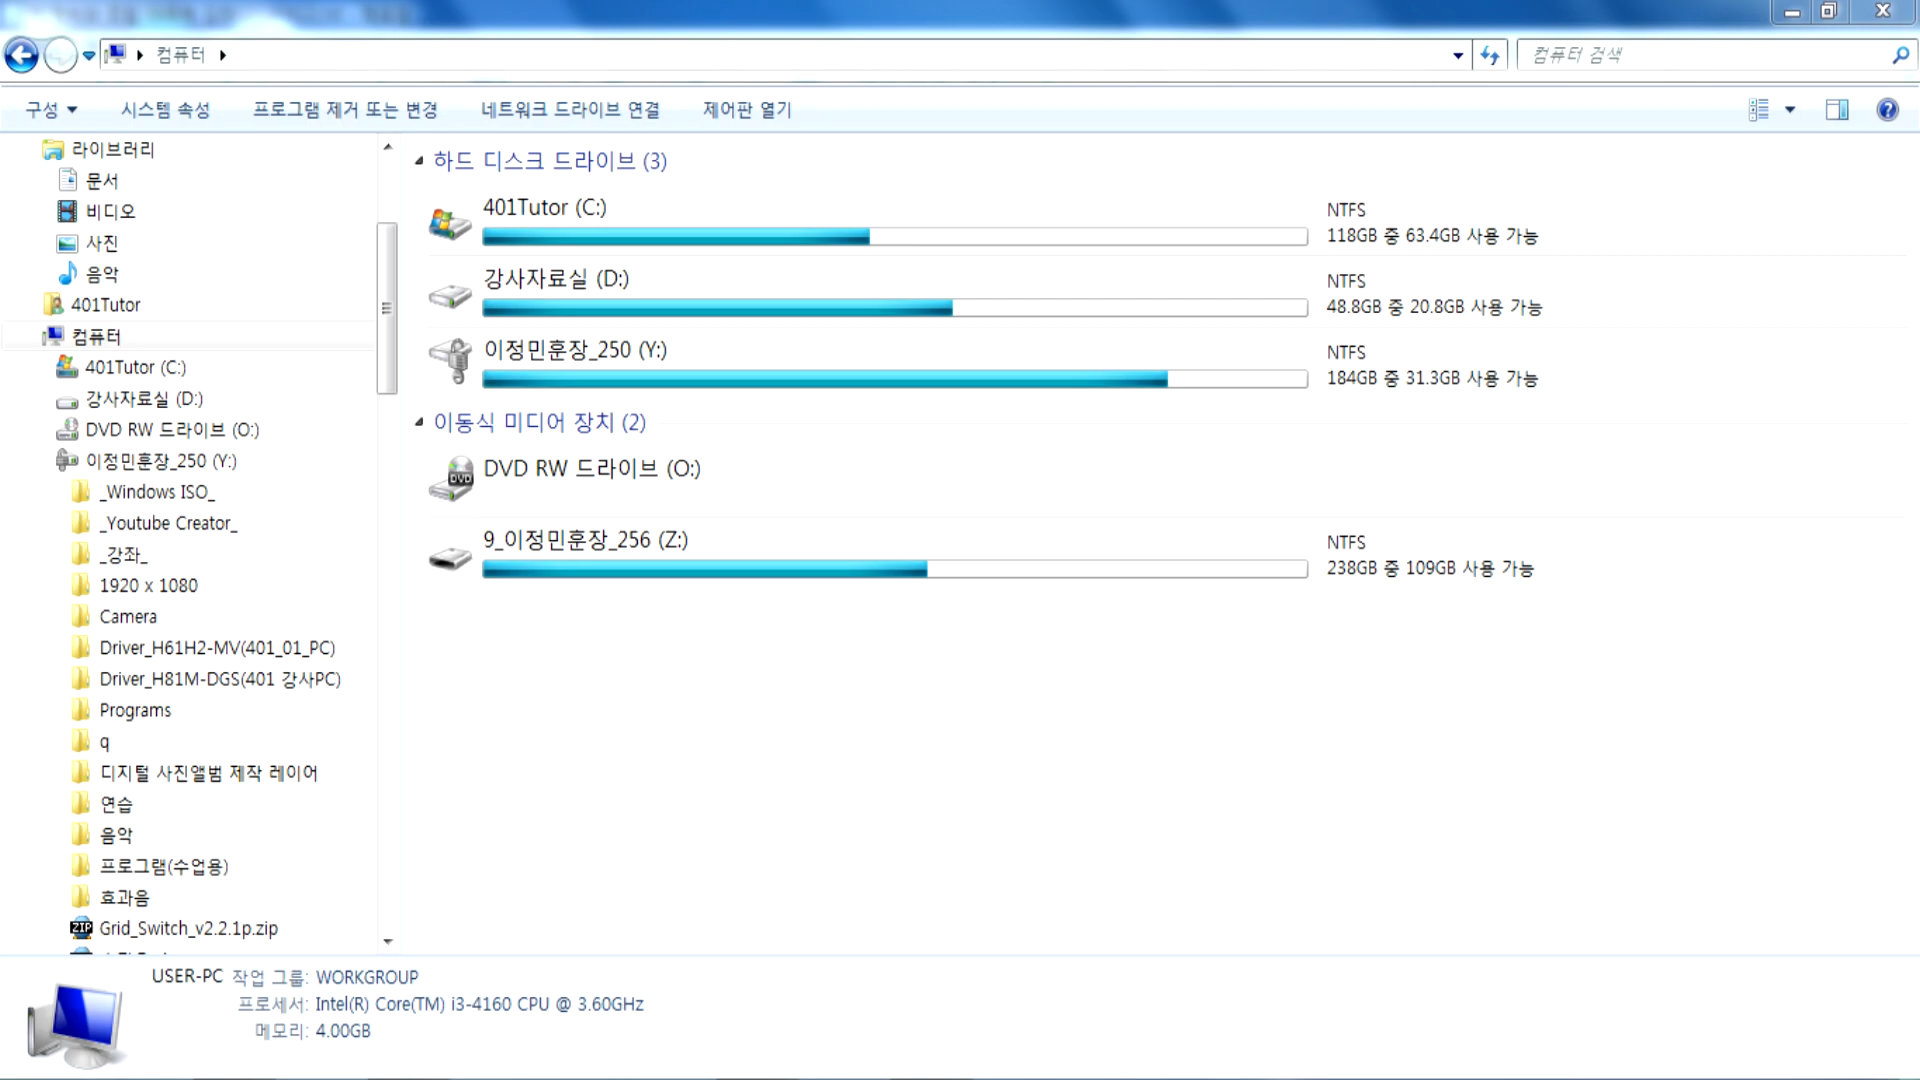 컴퓨터
컴퓨터 검색
구성 시스템 속성 프로그램 제거 또는 변경 네트워크 드라이브 연결 제어판 열기
라이브러리
문서
비디오
사진
음악
401Tutor
컴퓨터
401Tutor (C:)
강사자료실 (D:)
DVD RW 드라이브 (O:)
이정민훈장_250 (Y:)
_Windows ISO_
_Youtube Creator_
_강좌_
1920 x 1080
Camera
Driver_H61H2-MV(401_01_PC)
Driver_H81M-DGS(401 강사PC)
Programs
q
디지털 사진앨범 제작 레이어
연습
음악
프로그램(수업용)
효과음
Grid_Switch_v2.2.1p.zip
하드 디스크 드라이브 (3)
401Tutor (C:)
NTFS
118GB 중 63.4GB 사용 가능
강사자료실 (D:)
NTFS
48.8GB 중 20.8GB 사용 가능
이정민훈장_250 (Y:)
NTFS
184GB 중 31.3GB 사용 가능
이동식 미디어 장치 (2)
DVD
DVD RW 드라이브 (O:)
9_이정민훈장_256 (Z:)
NTFS
238GB 중 109GB 사용 가능
USER-PC 작업 그룹: WORKGROUP
프로세서: Intel(R) Core(TM) i3-4160 CPU @ 3.60GHz
메모리: 4.00GB